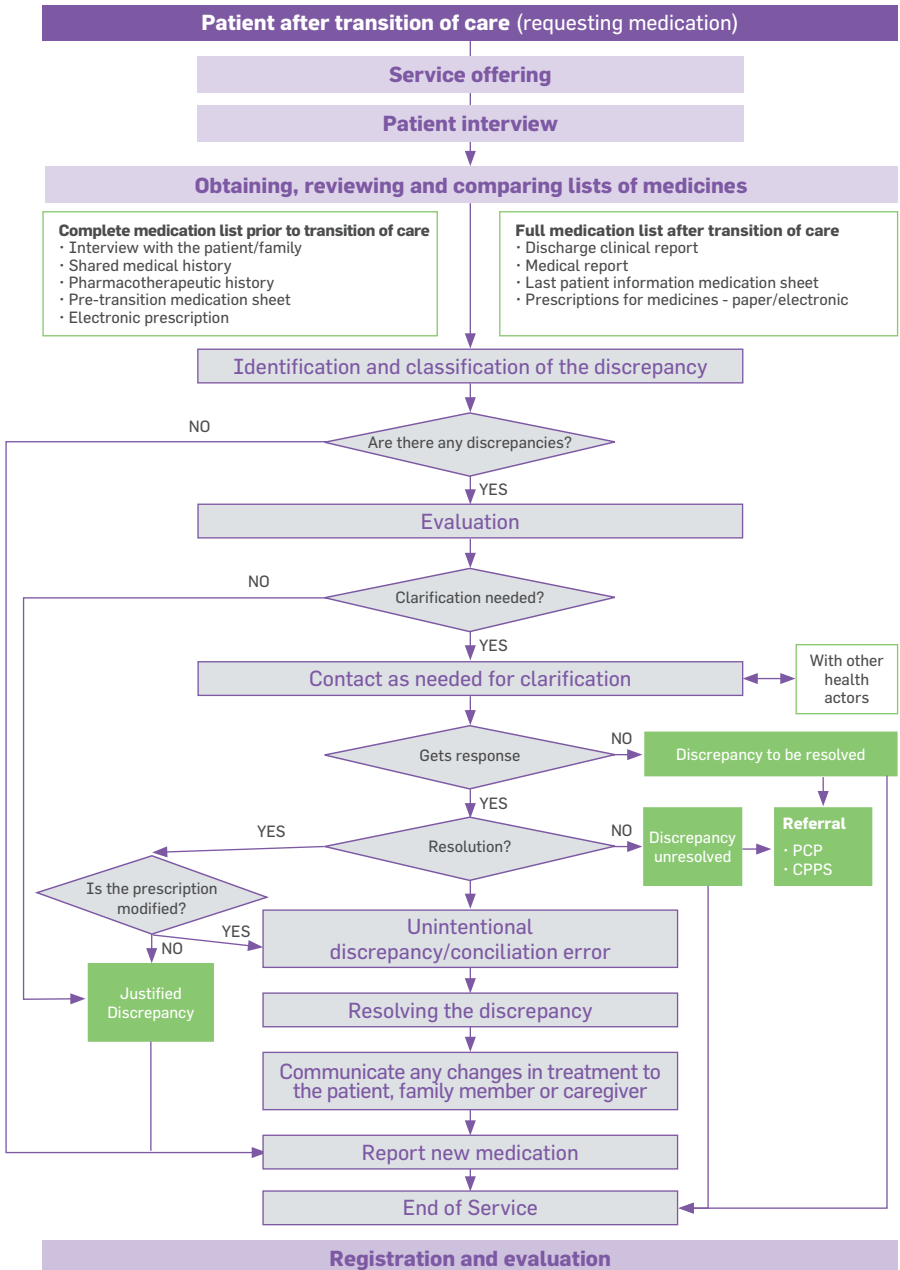 Patient after transition of care (requesting medication)
Service offering
Patient interview
Obtaining, reviewing and comparing lists of medicines
Complete medication list prior to transition of care
· Interview with the patient/family
· Shared medical history
· Pharmacotherapeutic history
· Pre-transition medication sheet
· Electronic prescription
Full medication list after transition of care
· Discharge clinical report
· Medical report
· Last patient information medication sheet
· Prescriptions for medicines - paper/electronic
Identification and classification of the discrepancy
NO
Are there any discrepancies?
YES
Evaluation
NO
Clarification needed?
YES
Contact as needed for clarification
With other
health
actors
Gets response
NO
Discrepancy to be resolved
YES
YES
Resolution?
NO
Discrepancy
unresolved
Referral
· PCP
· CPPS
Is the prescription
modified?
YES
NO
Unintentional
discrepancy/conciliation error
Justified
Discrepancy
Resolving the discrepancy
Communicate any changes in treatment to
the patient, family member or caregiver
Report new medication
End of Service
Registration and evaluation